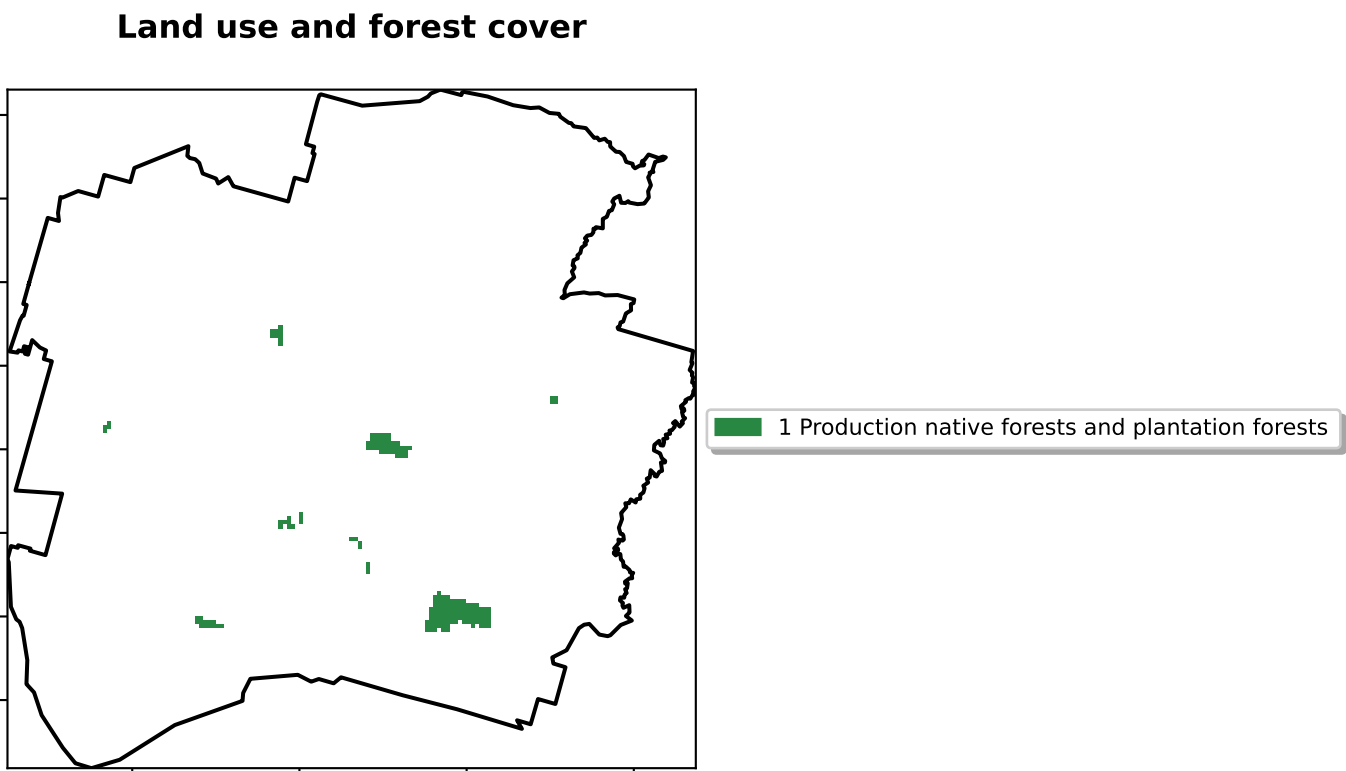 Land use and forest cover
1 Production native forests and plantation forests